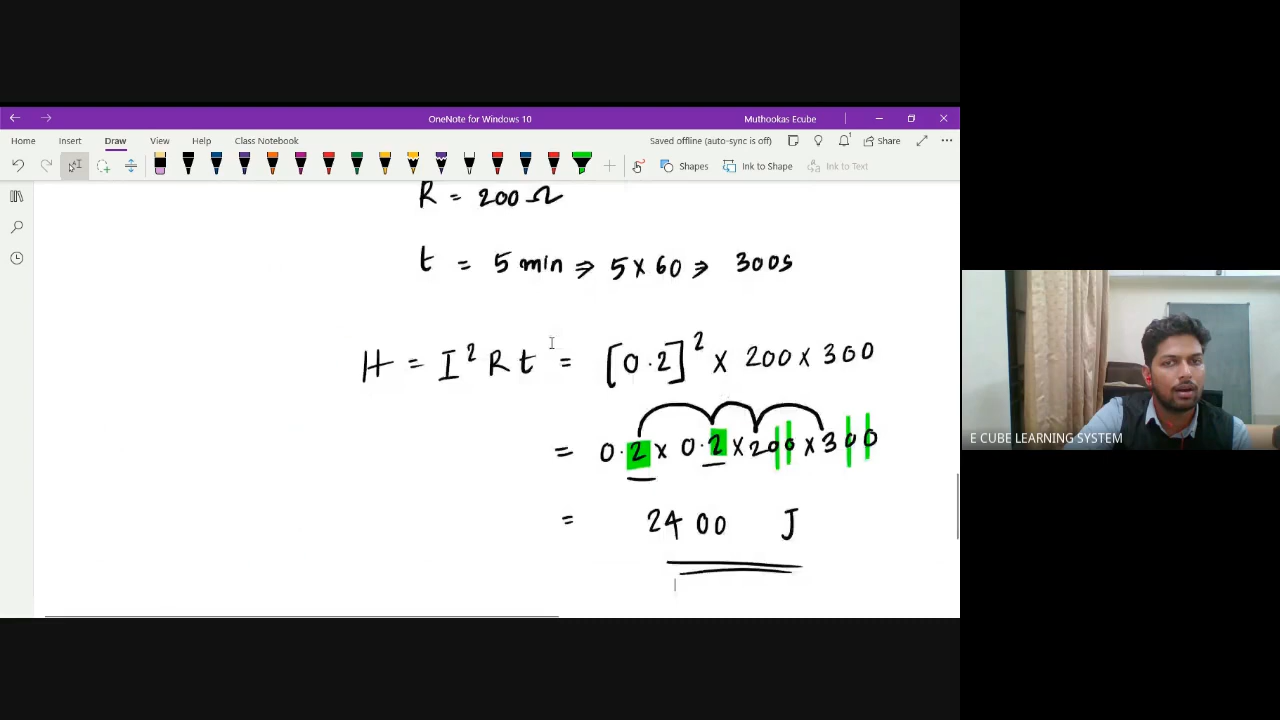 OneNote for Windows 10
Muthookas Ecube
Home Insert Draw View Help Class Notebook
Saved offline (auto-sync is off)
Share
Shapes
Ink to Shape
Ink to Text
R = 200 Ω
t = 5 min ⇒ 5 × 60 ⇒ 300s
H = I² R t = [0.2]² × 200 × 300
= 0.2 × 0.2 × 200 × 300
= 2400 J
E CUBE LEARNING SYSTEM